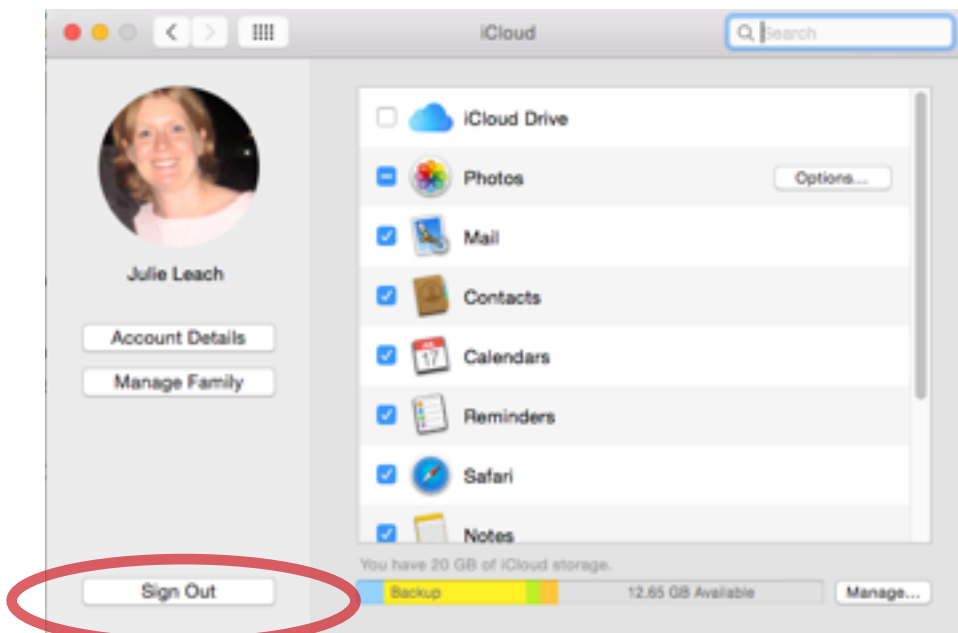 iCloud
Search
Julie Leach
Account Details
Manage Family
Sign Out
iCloud Drive
Photos
Options...
Mail
Contacts
17
Calendars
Reminders
Safari
Notes
You have 20 GB of iCloud storage.
Backup
12.65 GB Available
Manage...